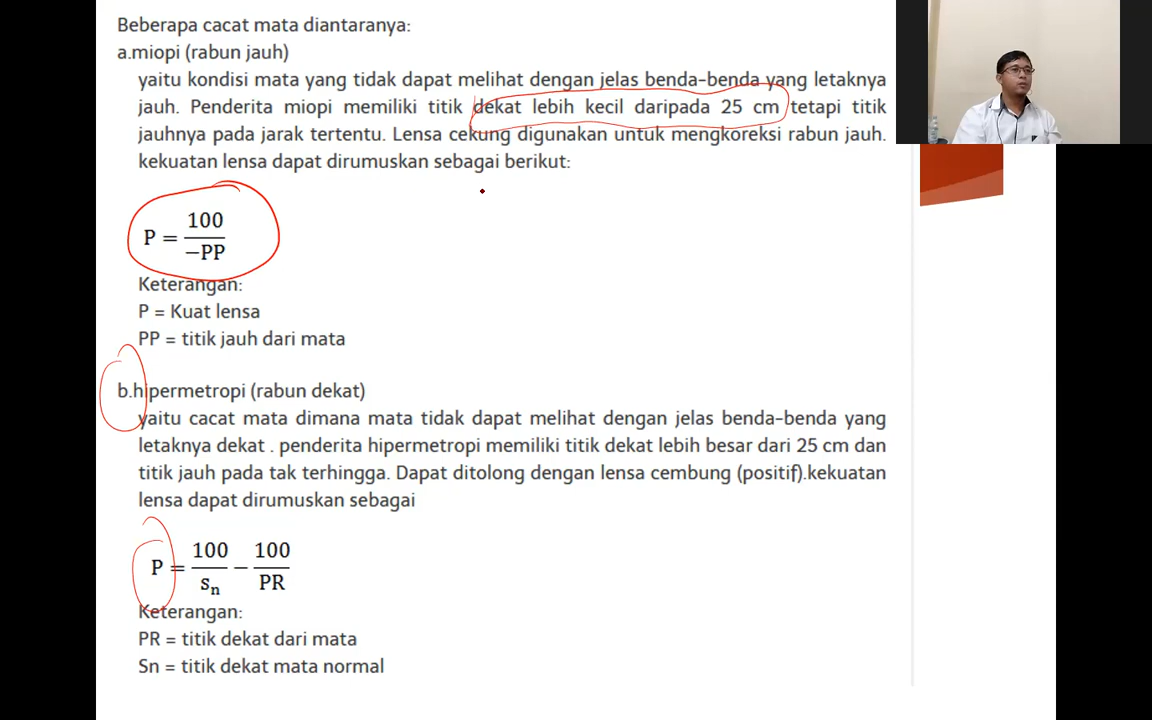 Beberapa cacat mata diantaranya:
a.miopi (rabun jauh)
yaitu kondisi mata yang tidak dapat melihat dengan jelas benda-benda yang letaknya
jauh. Penderita miopi memiliki titik dekat lebih kecil daripada 25 cm tetapi titik
jauhnya pada jarak tertentu. Lensa cekung digunakan untuk mengkoreksi rabun jauh.
kekuatan lensa dapat dirumuskan sebagai berikut:
P = 100 / −PP
Keterangan:
P = Kuat lensa
PP = titik jauh dari mata
b.hipermetropi (rabun dekat)
yaitu cacat mata dimana mata tidak dapat melihat dengan jelas benda-benda yang
letaknya dekat . penderita hipermetropi memiliki titik dekat lebih besar dari 25 cm dan
titik jauh pada tak terhingga. Dapat ditolong dengan lensa cembung (positif).kekuatan
lensa dapat dirumuskan sebagai
P = 100 / sn − 100 / PR
Keterangan:
PR = titik dekat dari mata
Sn = titik dekat mata normal